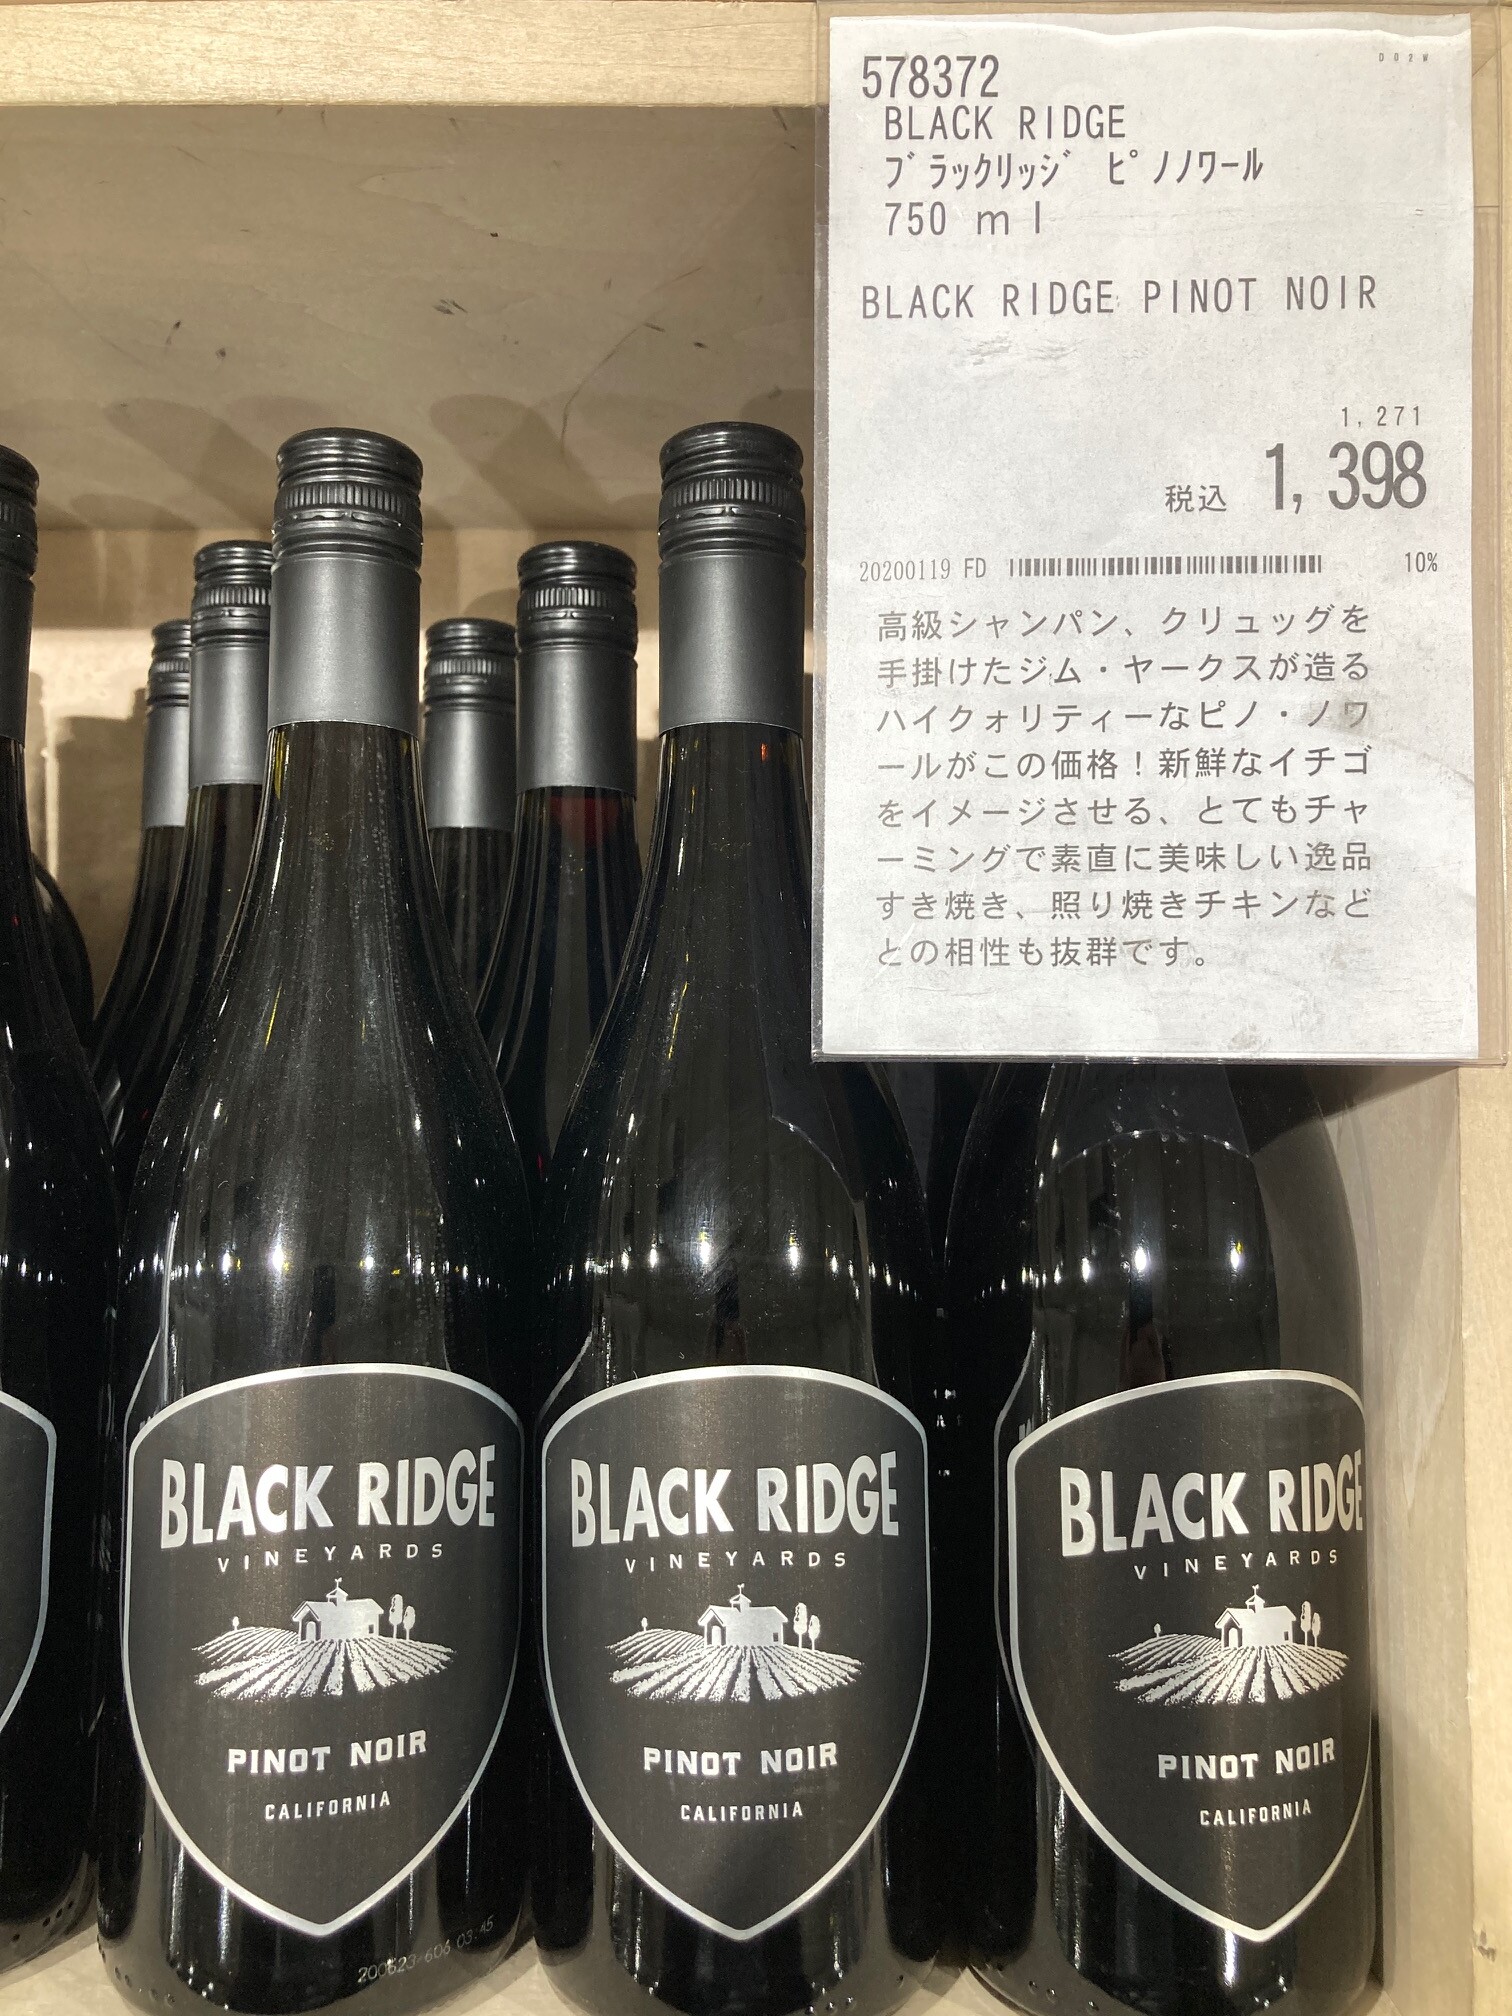 D02W
578372
BLACK RIDGE
ブラックリッジ ピノノワール
750 ml
BLACK RIDGE PINOT NOIR
1,271
税込 1,398
20200119 FD 10%
高級シャンパン、クリュッグを
手掛けたジム・ヤークスが造る
ハイクォリティーなピノ・ノワ
ールがこの価格！新鮮なイチゴ
をイメージさせる、とてもチャ
ーミングで素直に美味しい逸品
すき焼き、照り焼きチキンなど
との相性も抜群です。
BLACK RIDGE
VINEYARDS
PINOT NOIR
CALIFORNIA
200623-606 03:45
BLACK RIDGE
VINEYARDS
PINOT NOIR
CALIFORNIA
BLACK RIDGE
VINEYARDS
PINOT NOIR
CALIFORNIA